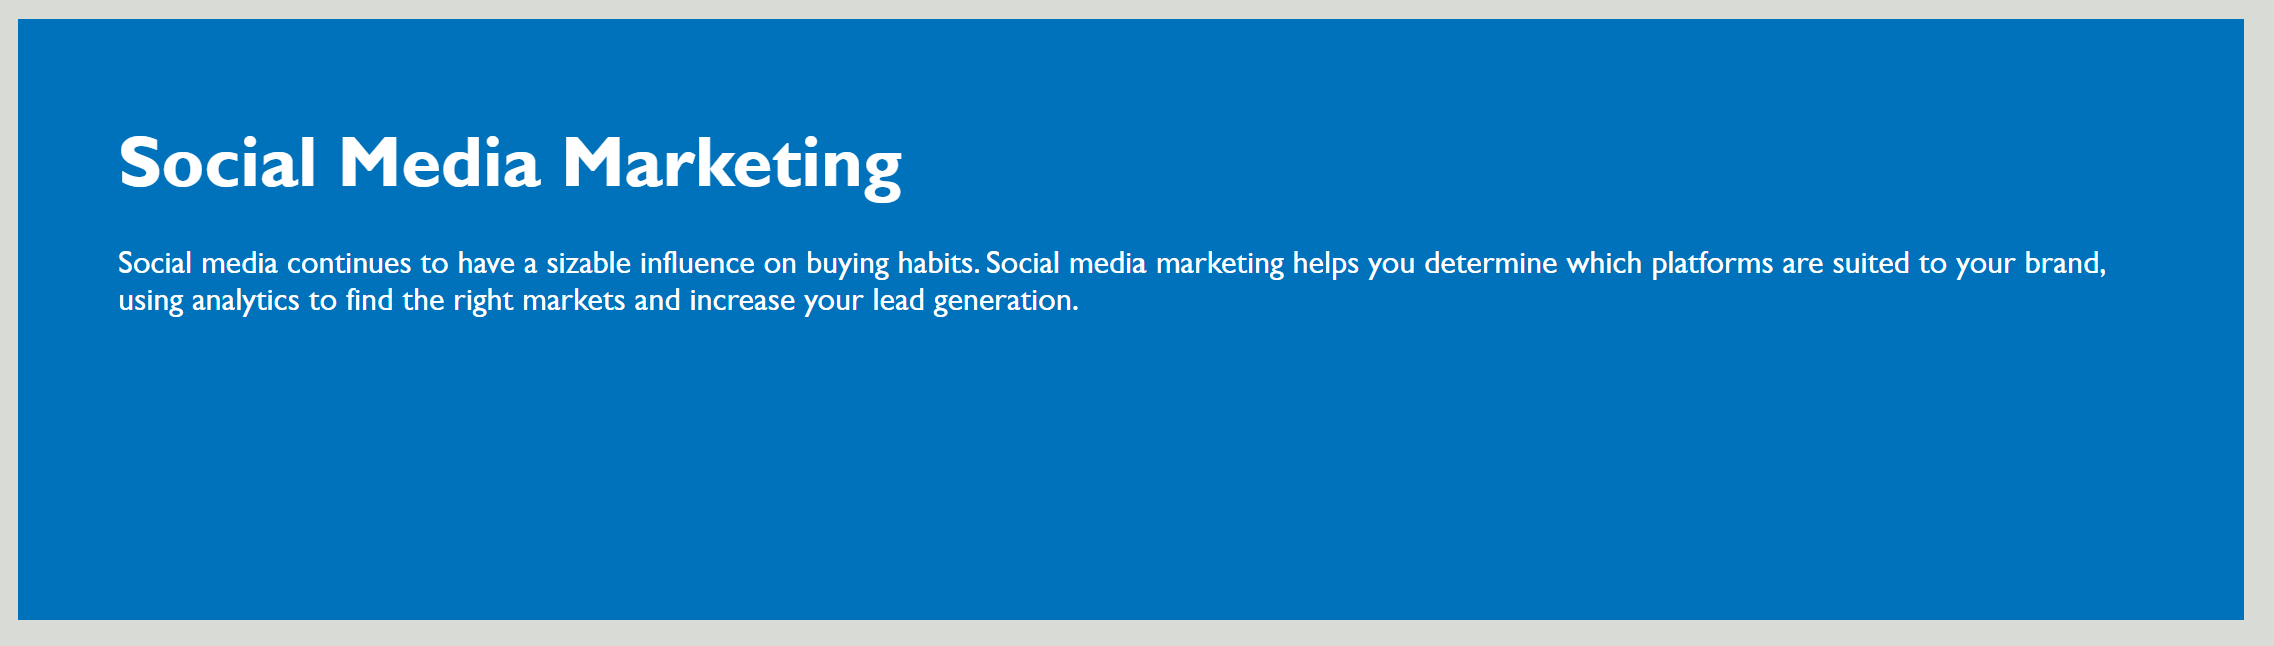 Social Media Marketing
Social media continues to have a sizable influence on buying habits. Social media marketing helps you determine which platforms are suited to your brand,
using analytics to find the right markets and increase your lead generation.